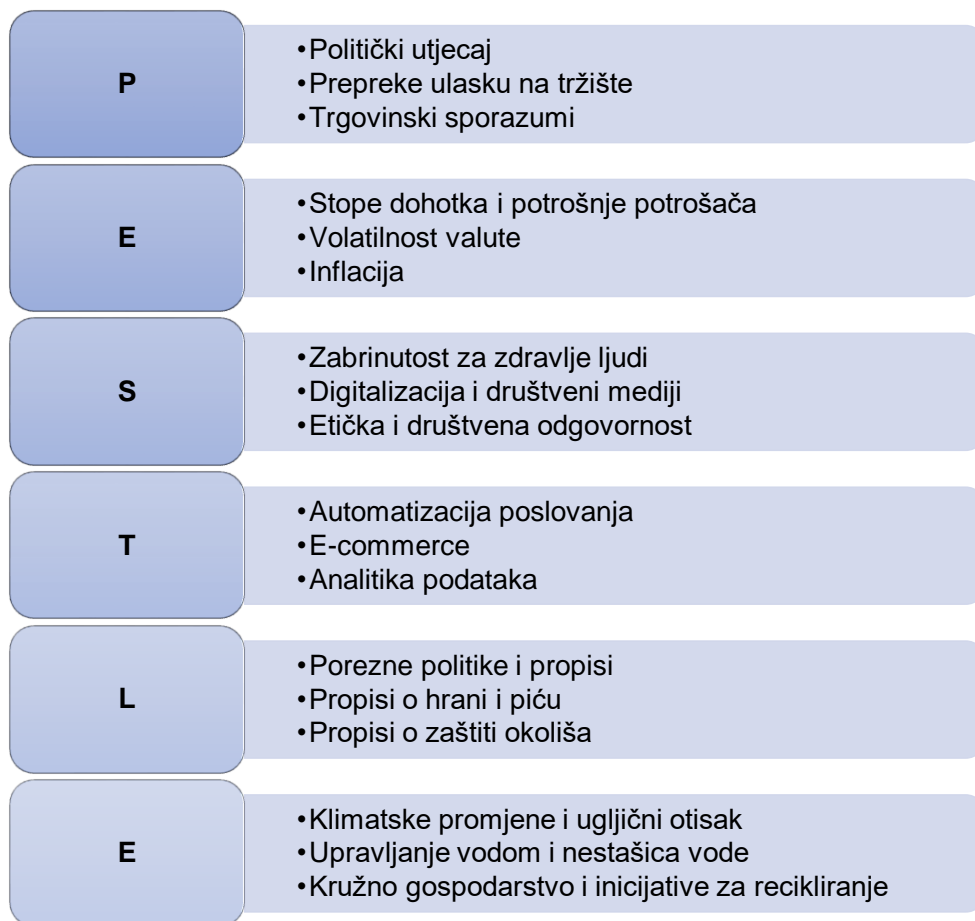 P
•Politički utjecaj
•Prepreke ulasku na tržište
•Trgovinski sporazumi
E
•Stope dohotka i potrošnje potrošača
•Volatilnost valute
•Inflacija
S
•Zabrinutost za zdravlje ljudi
•Digitalizacija i društveni mediji
•Etička i društvena odgovornost
T
•Automatizacija poslovanja
•E-commerce
•Analitika podataka
L
•Porezne politike i propisi
•Propisi o hrani i piću
•Propisi o zaštiti okoliša
E
•Klimatske promjene i ugljični otisak
•Upravljanje vodom i nestašica vode
•Kružno gospodarstvo i inicijative za recikliranje